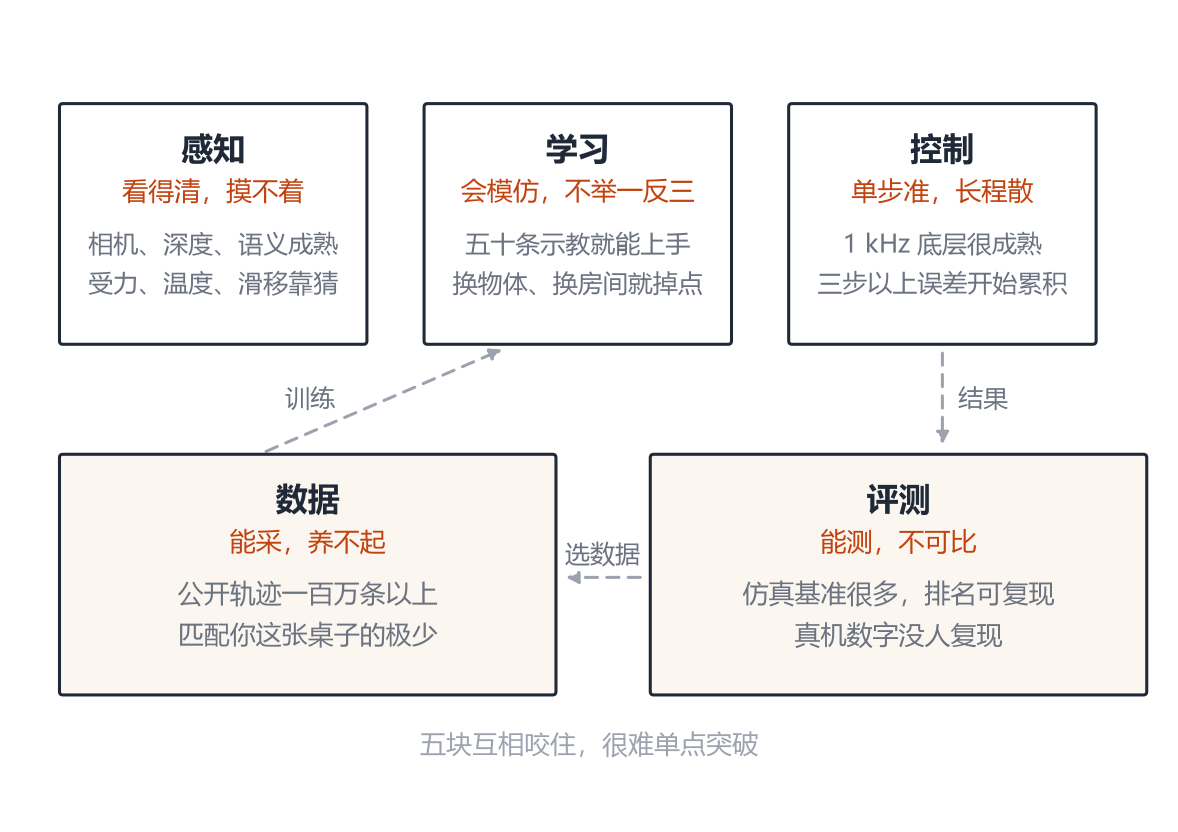 感知
看得清，摸不着
相机、深度、语义成熟
受力、温度、滑移靠猜
学习
会模仿，不举一反三
五十条示教就能上手
换物体、换房间就掉点
控制
单步准，长程散
1 kHz 底层很成熟
三步以上误差开始累积
训练
结果
数据
能采，养不起
公开轨迹一百万条以上
匹配你这张桌子的极少
选数据
评测
能测，不可比
仿真基准很多，排名可复现
真机数字没人复现
五块互相咬住，很难单点突破